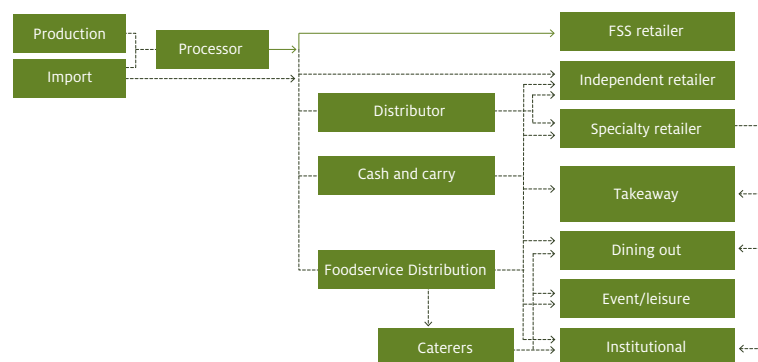 Production
Import
Processor
Distributor
Cash and carry
Foodservice Distribution
Caterers
FSS retailer
Independent retailer
Specialty retailer
Takeaway
Dining out
Event/leisure
Institutional